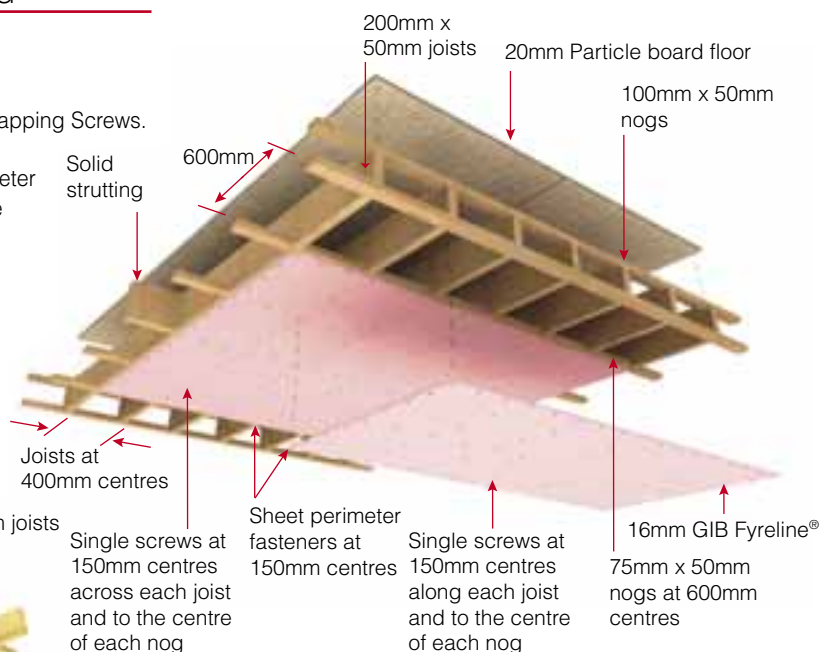 200mm x
50mm joists
20mm Particle board floor
100mm x 50mm
nogs
apping Screws.
600mm
eter
Solid
strutting
e
Joists at
400mm centres
n joists
Single screws at
150mm centres
across each joist
and to the centre
of each nog
Sheet perimeter
fasteners at
150mm centres
Single screws at
150mm centres
along each joist
and to the centre
of each nog
16mm GIB Fyreline®
75mm x 50mm
nogs at 600mm
centres